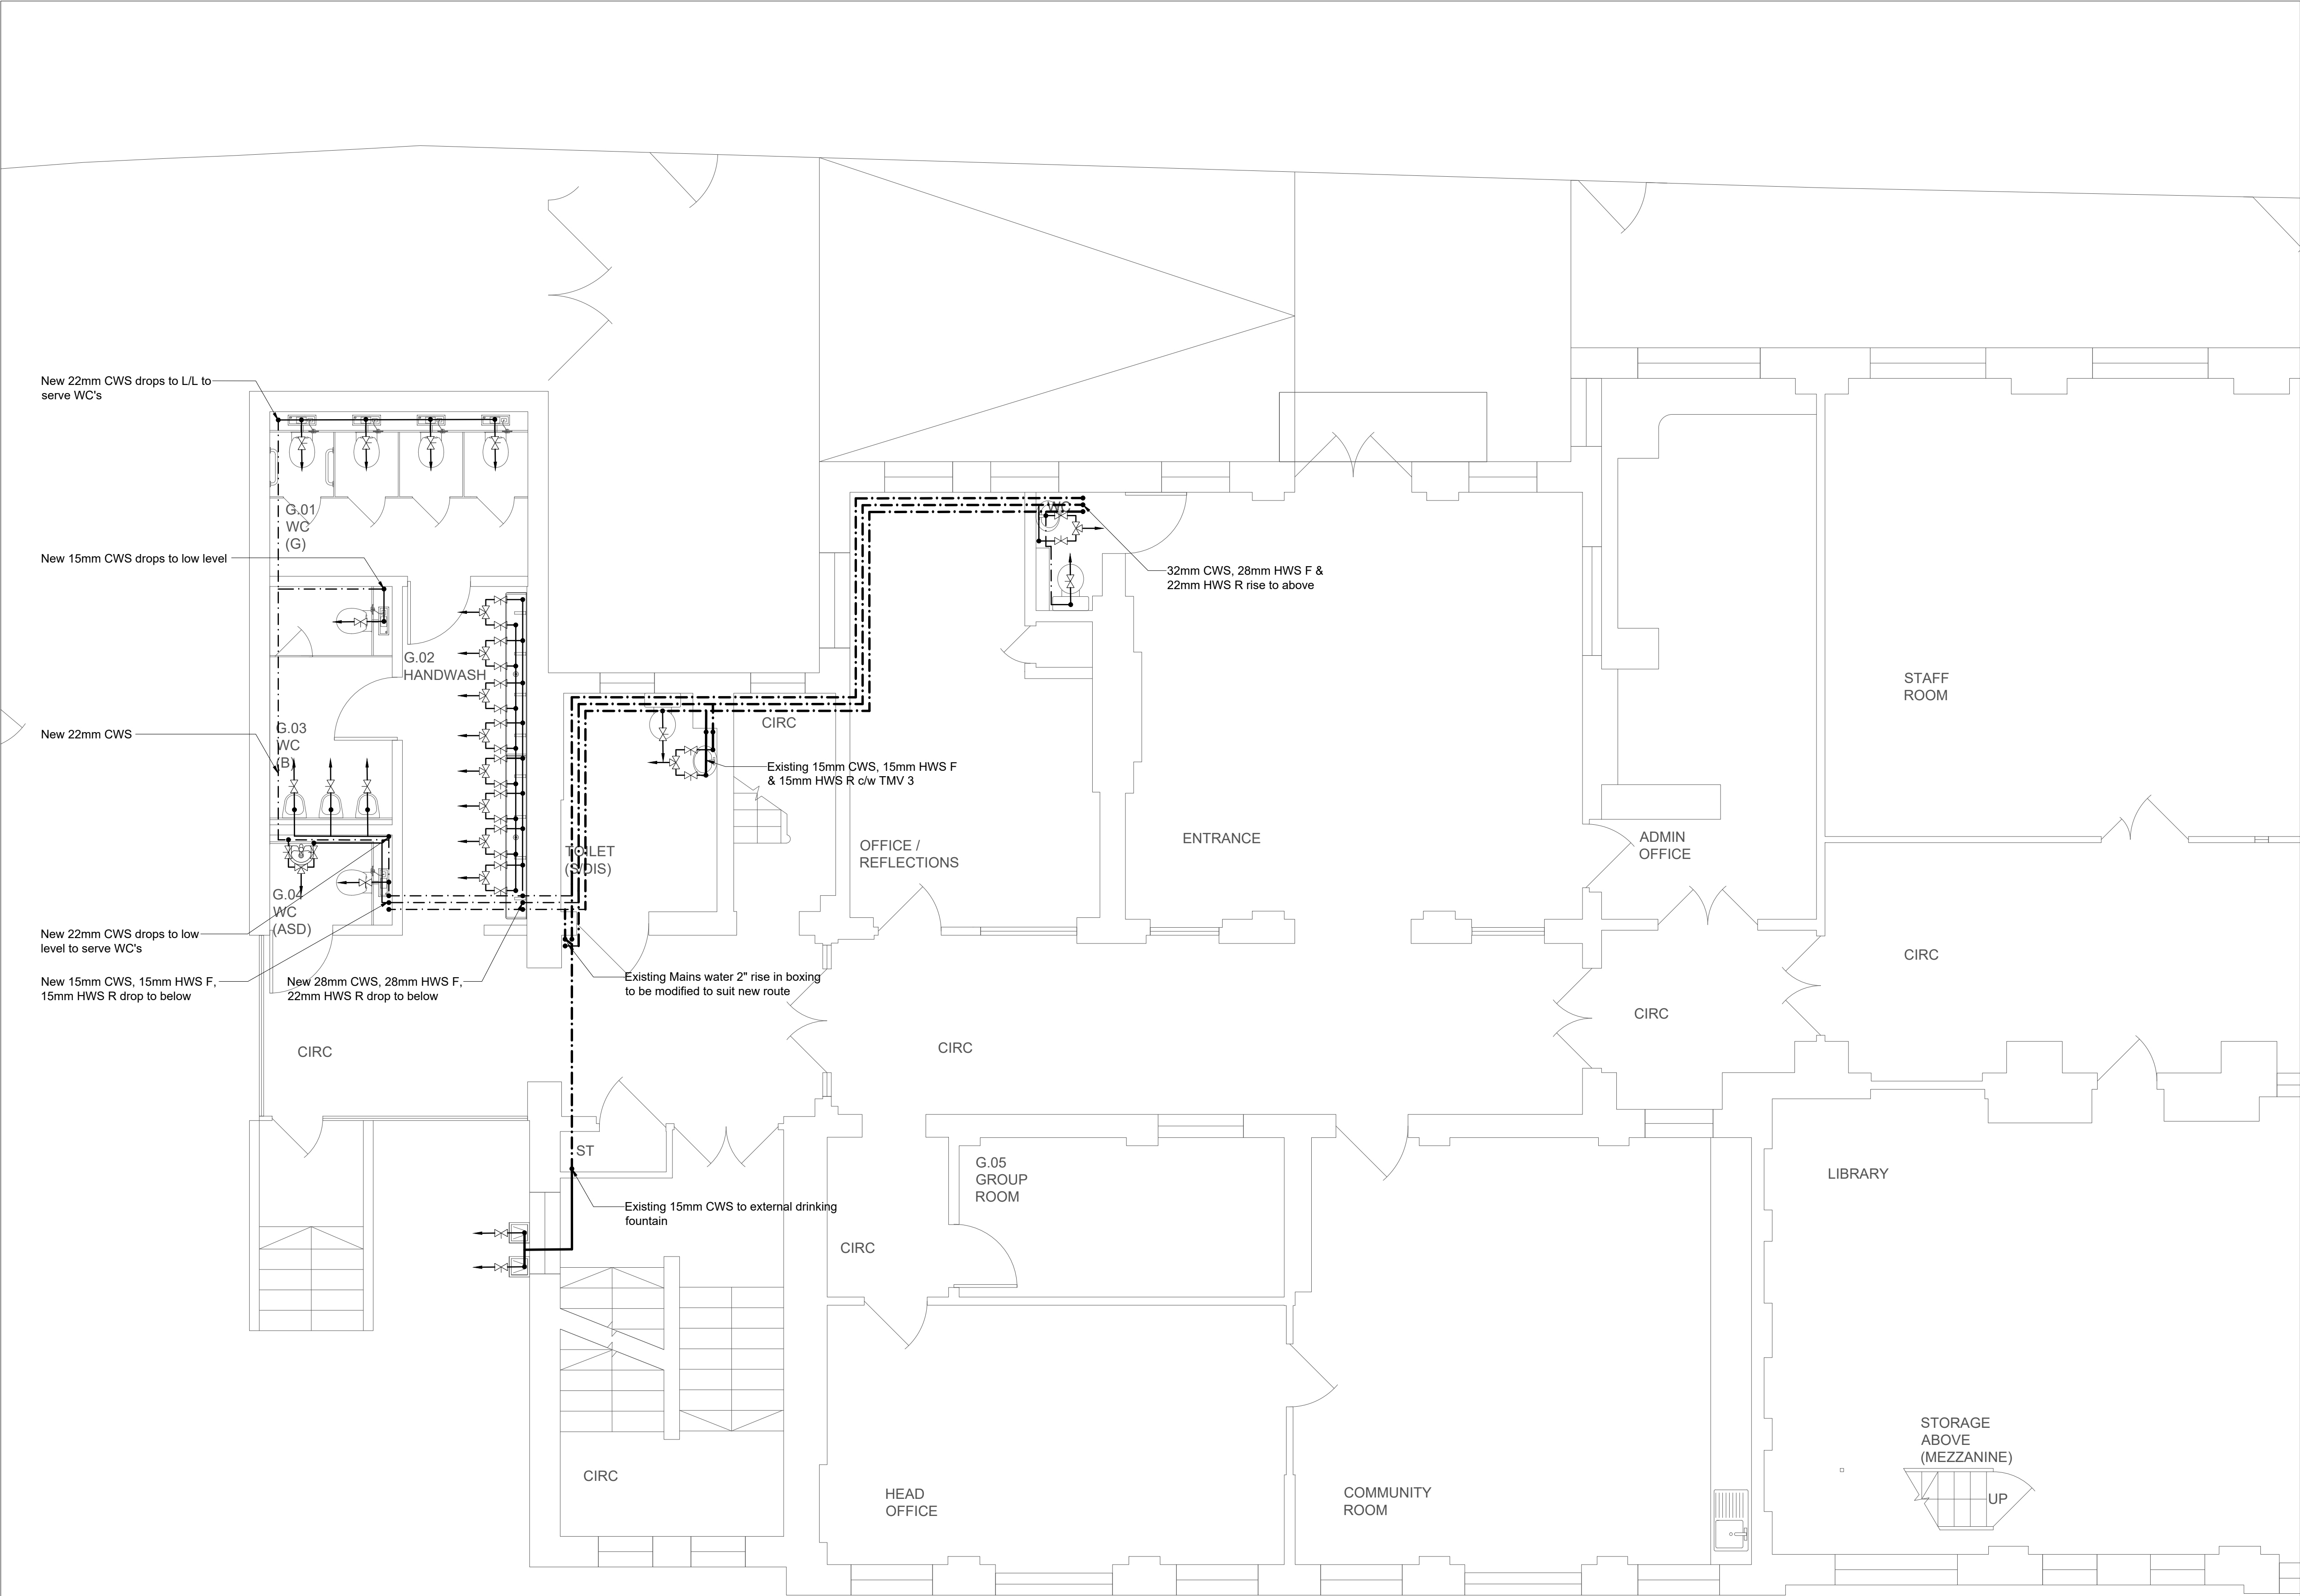 New 22mm CWS drops to L/L to
serve WC's
G.01
WC
(G)
New 15mm CWS drops to low level
32mm CWS, 28mm HWS F &
22mm HWS R rise to above
G.02
HANDWASH
STAFF
ROOM
New 22mm CWS
G.03
WC
(B)
CIRC
Existing 15mm CWS, 15mm HWS F
& 15mm HWS R c/w TMV 3
TOILET
(S/DIS)
OFFICE /
REFLECTIONS
ENTRANCE
ADMIN
OFFICE
G.04
WC
(ASD)
New 22mm CWS drops to low
level to serve WC's
New 15mm CWS, 15mm HWS F,
15mm HWS R drop to below
New 28mm CWS, 28mm HWS F,
22mm HWS R drop to below
Existing Mains water 2" rise in boxing
to be modified to suit new route
CIRC
CIRC
CIRC
CIRC
ST
G.05
GROUP
ROOM
LIBRARY
Existing 15mm CWS to external drinking
fountain
CIRC
CIRC
HEAD
OFFICE
COMMUNITY
ROOM
STORAGE
ABOVE
(MEZZANINE)
UP